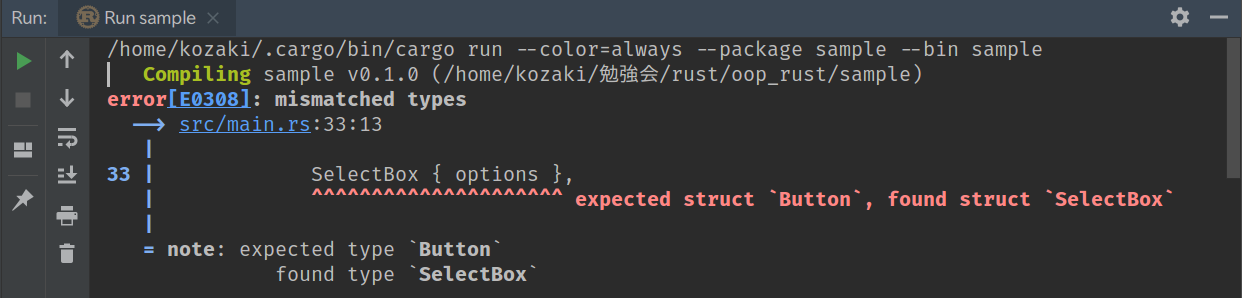 Run: Run sample
/home/kozaki/.cargo/bin/cargo run --color=always --package sample --bin sample
Compiling sample v0.1.0 (/home/kozaki/勉強会/rust/oop_rust/sample)
error[E0308]: mismatched types
--> src/main.rs:33:13
|
33 | SelectBox { options },
| ^^^^^^^^^^^^^^^^^^^^^ expected struct `Button`, found struct `SelectBox`
|
= note: expected type `Button`
found type `SelectBox`